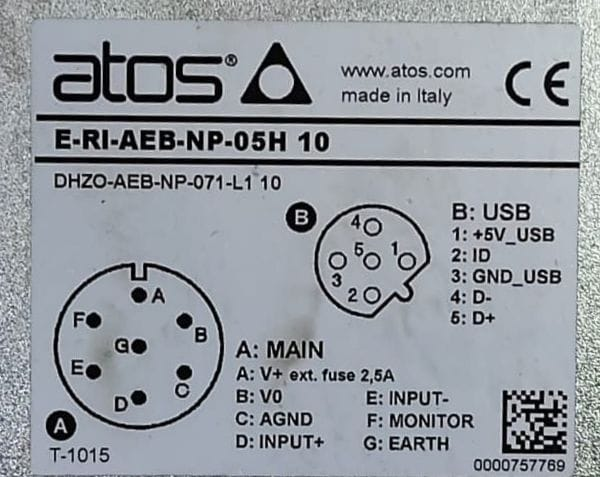 atos®
www.atos.com
made in Italy
CE
E-RI-AEB-NP-05H 10
DHZO-AEB-NP-071-L1 10
B
4
5
1
3
2
B: USB
1: +5V_USB
2: ID
3: GND_USB
4: D-
5: D+
A
F
B
G
E
C
D
A
T-1015
A: MAIN
A: V+ ext. fuse 2,5A
B: V0
C: AGND
D: INPUT+
E: INPUT-
F: MONITOR
G: EARTH
0000757769